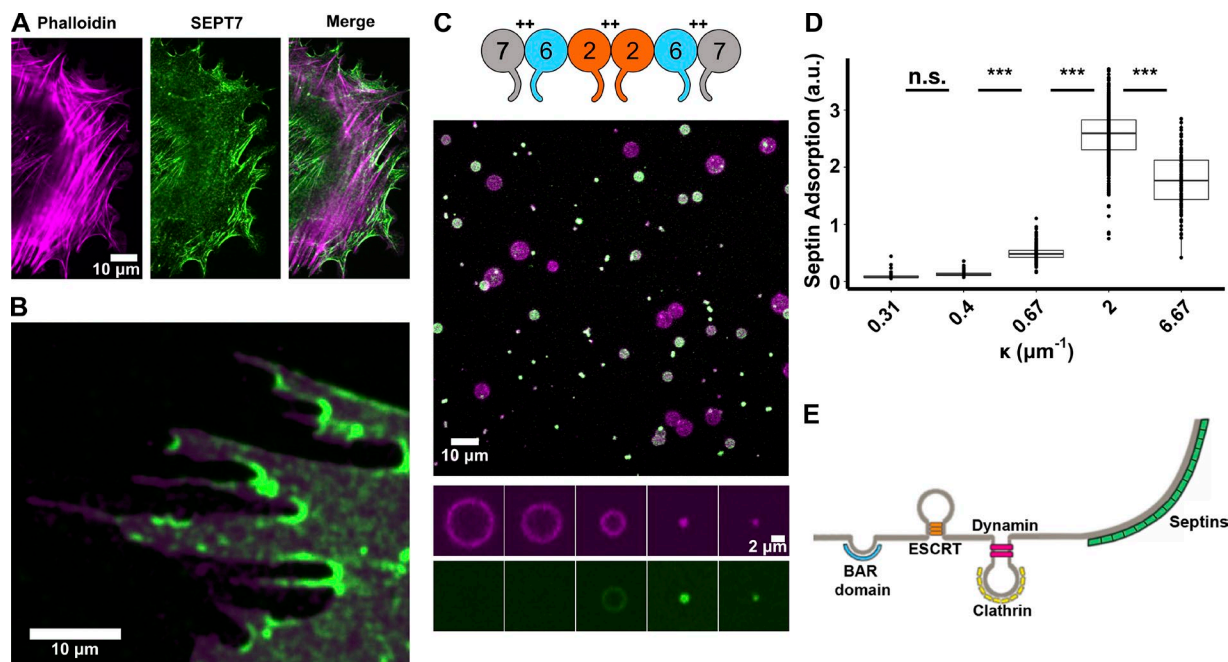 A
Phalloidin
SEPT7
Merge
10 µm
B
10 µm
C
++ ++ ++
7 6 2 2 6 7
10 µm
2 µm
D
Septin Adsorption (a.u.)
3
2
1
0
n.s. *** *** ***
0.31 0.4 0.67 2 6.67
κ (µm⁻¹)
E
BAR
domain
ESCRT
Dynamin
Clathrin
Septins